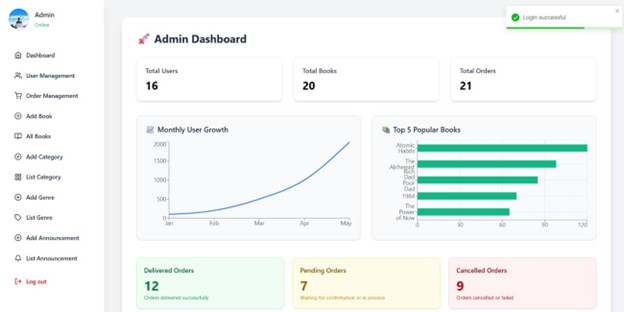 Admin
Online
Login successful
Dashboard
User Management
Order Management
Add Book
All Books
Add Category
List Category
Add Genre
List Genre
Add Announcement
List Announcement
Log out
Admin Dashboard
Total Users
16
Total Books
20
Total Orders
21
Monthly User Growth
2000
1500
1000
500
0
Jan
Feb
Mar
Apr
May
Top 5 Popular Books
Atomic
Habits
The
Alchemist
Rich
Dad
Poor
Dad
1984
The
Power
of Now
0
30
60
90
120
Delivered Orders
12
Orders delivered successfully
Pending Orders
7
Waiting for confirmation or in process
Cancelled Orders
9
Orders cancelled or failed